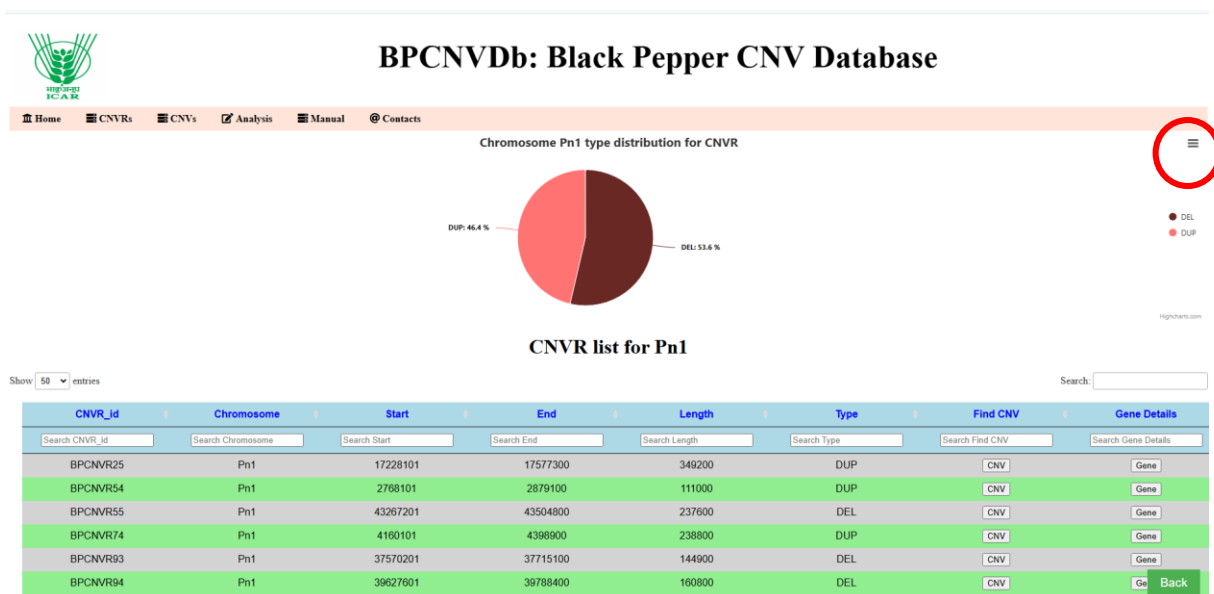 BPCNVDb: Black Pepper CNV Database
भाकृअनुप
ICAR
Home CNVRs CNVs Analysis Manual @ Contacts
Chromosome Pn1 type distribution for CNVR
DUP: 46.4 %
DEL: 53.6 %
DEL
DUP
Highcharts.com
CNVR list for Pn1
Show 50 entries Search:
CNVR_id Chromosome Start End Length Type Find CNV Gene Details
Search CNVR_id Search Chromosome Search Start Search End Search Length Search Type Search Find CNV Search Gene Details
BPCNVR25 Pn1 17228101 17577300 349200 DUP CNV Gene
BPCNVR54 Pn1 2768101 2879100 111000 DUP CNV Gene
BPCNVR55 Pn1 43267201 43504800 237600 DEL CNV Gene
BPCNVR74 Pn1 4160101 4398900 238800 DUP CNV Gene
BPCNVR93 Pn1 37570201 37715100 144900 DEL CNV Gene
BPCNVR94 Pn1 39627601 39788400 160800 DEL CNV Ge Back